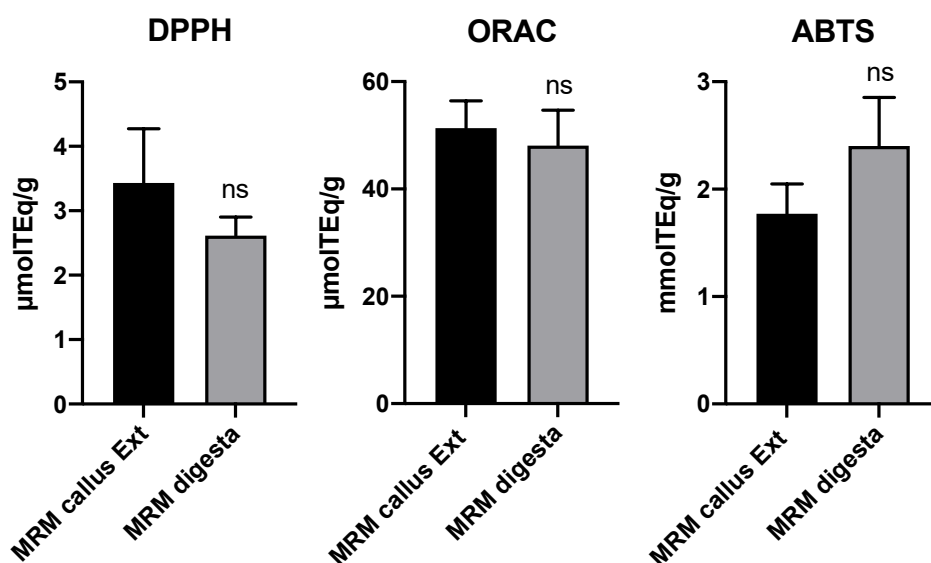 DPPH
5
4
3
2
1
0
µmolTEq/g
ns
MRM callus Ext
MRM digesta
ORAC
60
40
20
0
µmolTEq/g
ns
MRM callus Ext
MRM digesta
ABTS
3
2
1
0
mmolTEq/g
ns
MRM callus Ext
MRM digesta